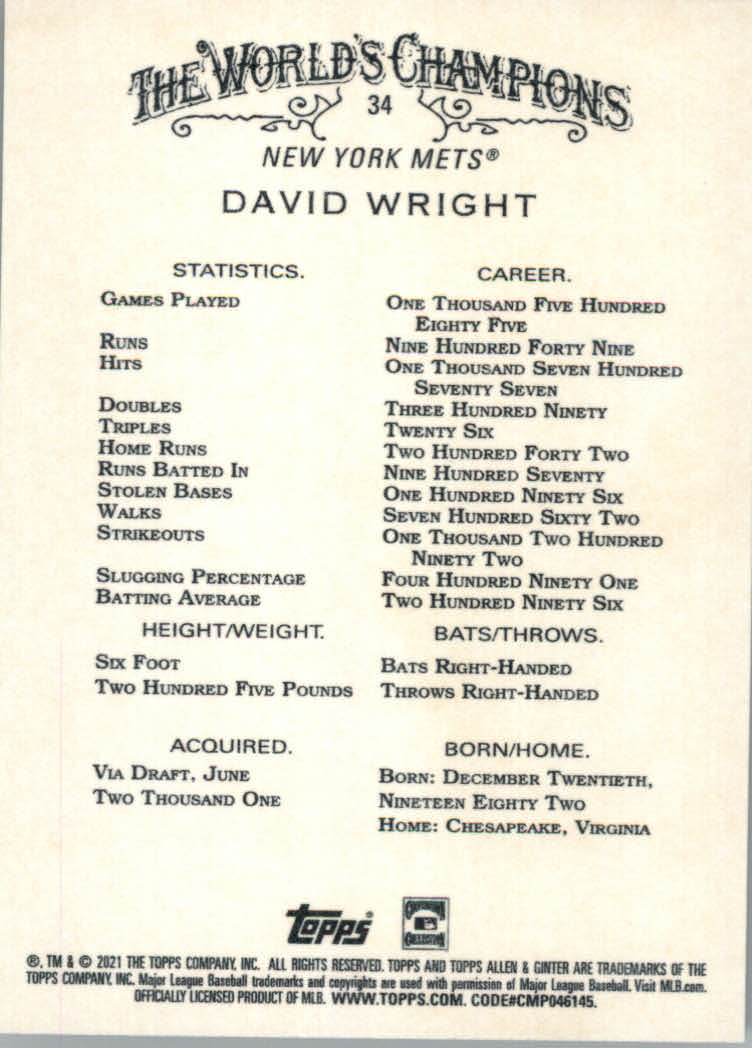 THE WORLD'S CHAMPIONS
34
NEW YORK METS®
DAVID WRIGHT
STATISTICS. CAREER.
GAMES PLAYED ONE THOUSAND FIVE HUNDRED
EIGHTY FIVE
RUNS NINE HUNDRED FORTY NINE
HITS ONE THOUSAND SEVEN HUNDRED
SEVENTY SEVEN
DOUBLES THREE HUNDRED NINETY
TRIPLES TWENTY SIX
HOME RUNS TWO HUNDRED FORTY TWO
RUNS BATTED IN NINE HUNDRED SEVENTY
STOLEN BASES ONE HUNDRED NINETY SIX
WALKS SEVEN HUNDRED SIXTY TWO
STRIKEOUTS ONE THOUSAND TWO HUNDRED
NINETY TWO
SLUGGING PERCENTAGE FOUR HUNDRED NINETY ONE
BATTING AVERAGE TWO HUNDRED NINETY SIX
HEIGHT/WEIGHT. BATS/THROWS.
SIX FOOT BATS RIGHT-HANDED
TWO HUNDRED FIVE POUNDS THROWS RIGHT-HANDED
ACQUIRED. BORN/HOME.
VIA DRAFT, JUNE BORN: DECEMBER TWENTIETH,
TWO THOUSAND ONE NINETEEN EIGHTY TWO
HOME: CHESAPEAKE, VIRGINIA
topps®
COLLECTION
®, TM & © 2021 THE TOPPS COMPANY, INC. ALL RIGHTS RESERVED. TOPPS AND TOPPS ALLEN & GINTER ARE TRADEMARKS OF THE
TOPPS COMPANY, INC. Major League Baseball trademarks and copyrights are used with permission of Major League Baseball. Visit MLB.com.
OFFICIALLY LICENSED PRODUCT OF MLB. WWW.TOPPS.COM. CODE#CMP046145.